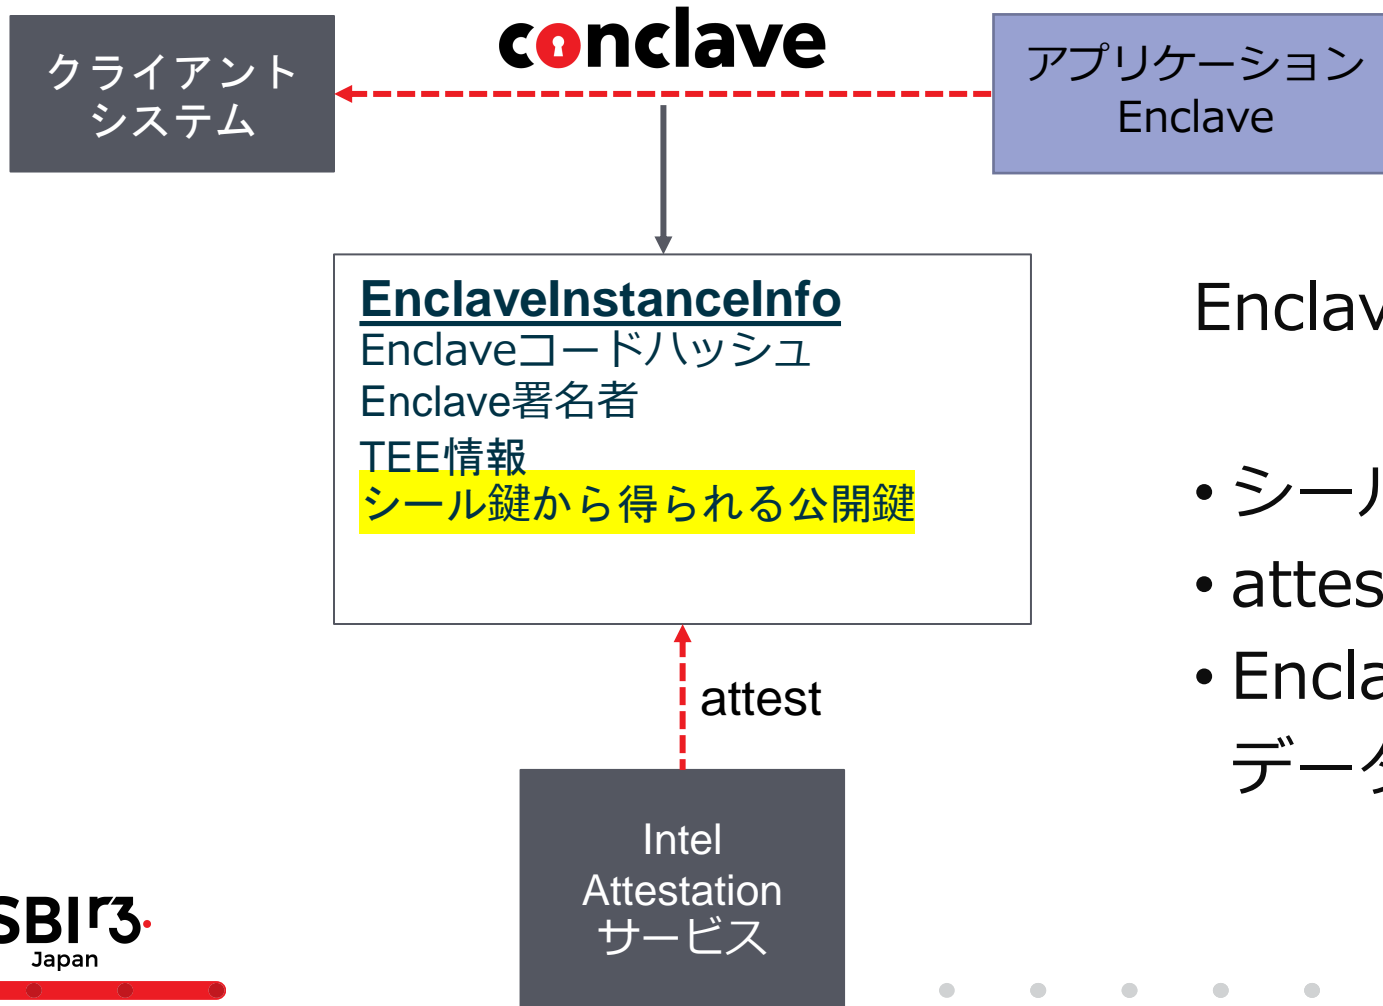 conclave
クライアント
システム
アプリケーション
Enclave
EnclaveInstanceInfo
Enclaveコードハッシュ
Enclave署名者
TEE情報
シール鍵から得られる公開鍵
attest
Intel
Attestation
サービス
SBI r3.
Japan